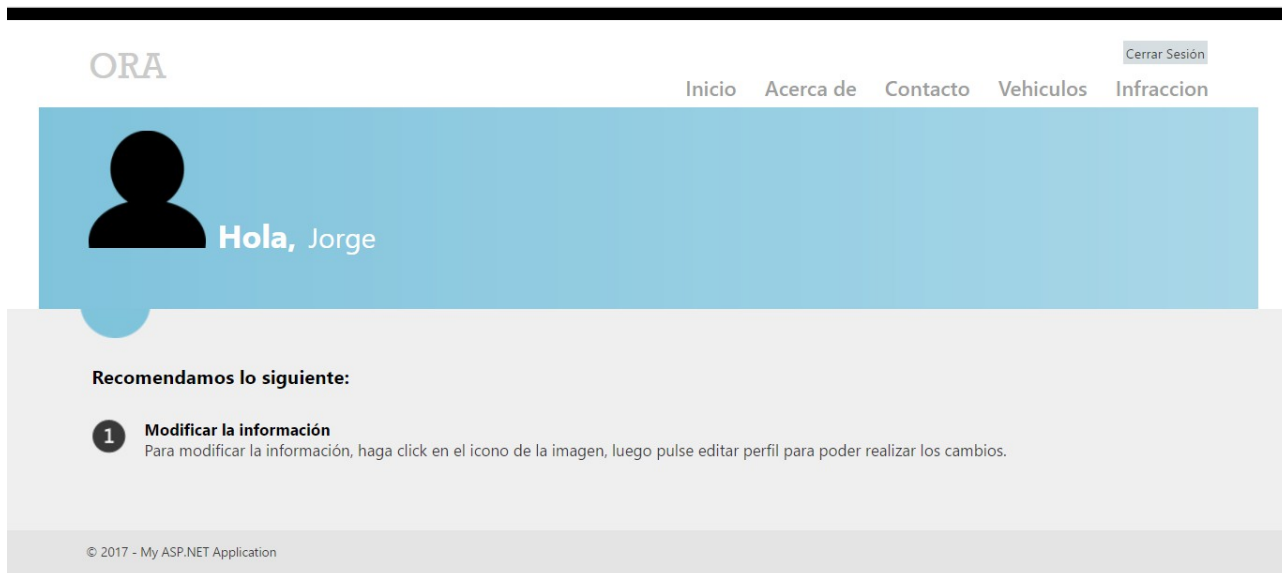 ORA
Cerrar Sesión
Inicio Acerca de Contacto Vehiculos Infraccion
Hola, Jorge
Recomendamos lo siguiente:
1 Modificar la información
Para modificar la información, haga click en el icono de la imagen, luego pulse editar perfil para poder realizar los cambios.
© 2017 - My ASP.NET Application